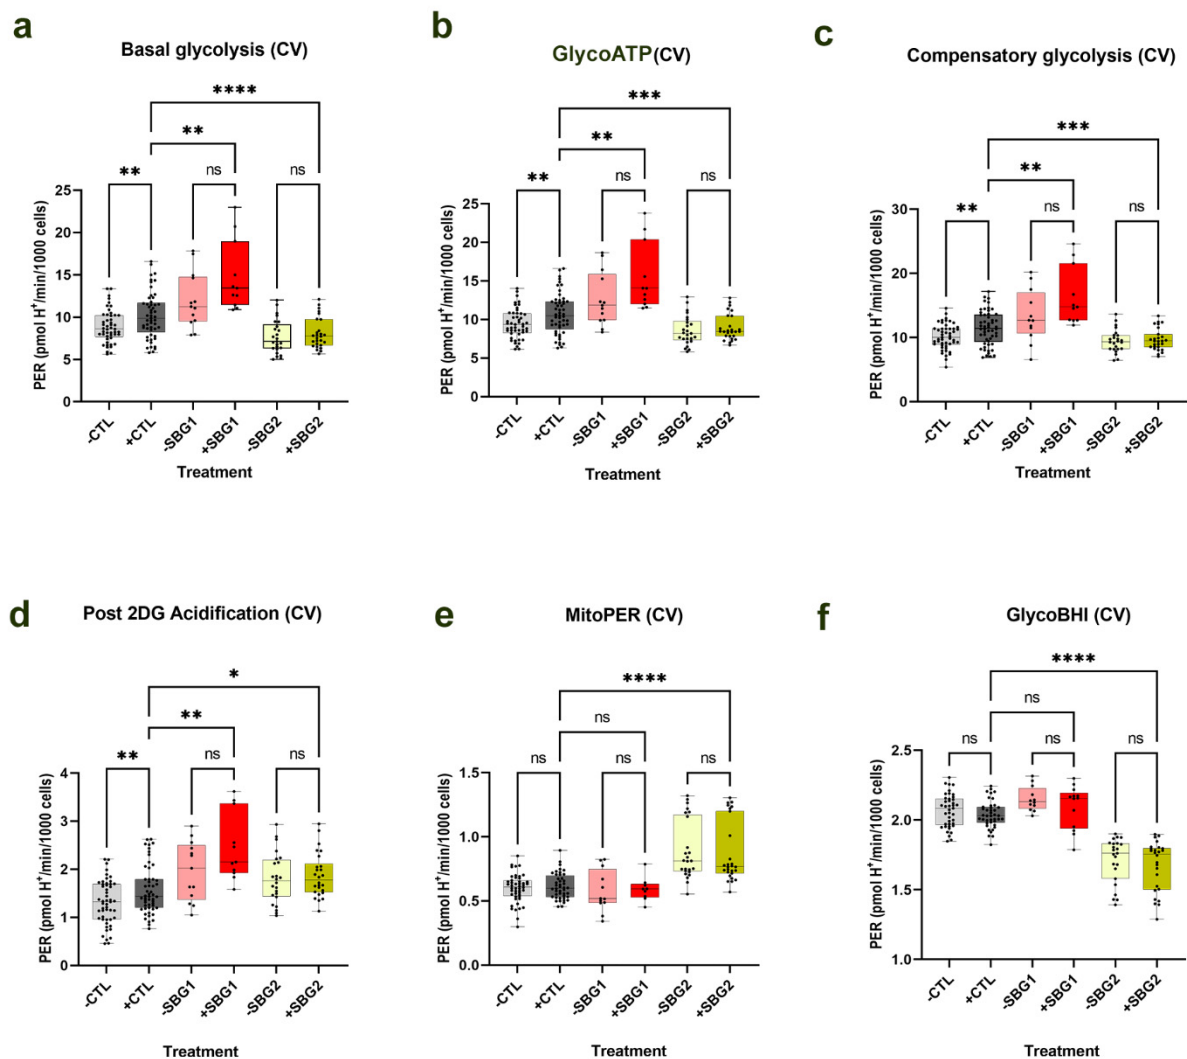 a
Basal glycolysis (CV)
****
**
**
ns
ns
PER (pmol H+/min/1000 cells)
25
20
15
10
5
0
-CTL
+CTL
-SBG1
+SBG1
-SBG2
+SBG2
Treatment
b
GlycoATP(CV)
***
**
**
ns
ns
PER (pmol H+/min/1000 cells)
25
20
15
10
5
0
-CTL
+CTL
-SBG1
+SBG1
-SBG2
+SBG2
Treatment
c
Compensatory glycolysis (CV)
***
**
**
ns
ns
PER (pmol H+/min/1000 cells)
30
20
10
0
-CTL
+CTL
-SBG1
+SBG1
-SBG2
+SBG2
Treatment
d
Post 2DG Acidification (CV)
*
**
**
ns
ns
PER (pmol H+/min/1000 cells)
4
3
2
1
0
-CTL
+CTL
-SBG1
+SBG1
-SBG2
+SBG2
Treatment
e
MitoPER (CV)
****
ns
ns
ns
ns
PER (pmol H+/min/1000 cells)
1.5
1.0
0.5
0.0
-CTL
+CTL
-SBG1
+SBG1
-SBG2
+SBG2
Treatment
f
GlycoBHI (CV)
****
ns
ns
ns
ns
PER (pmol H+/min/1000 cells)
2.5
2.0
1.5
1.0
-CTL
+CTL
-SBG1
+SBG1
-SBG2
+SBG2
Treatment